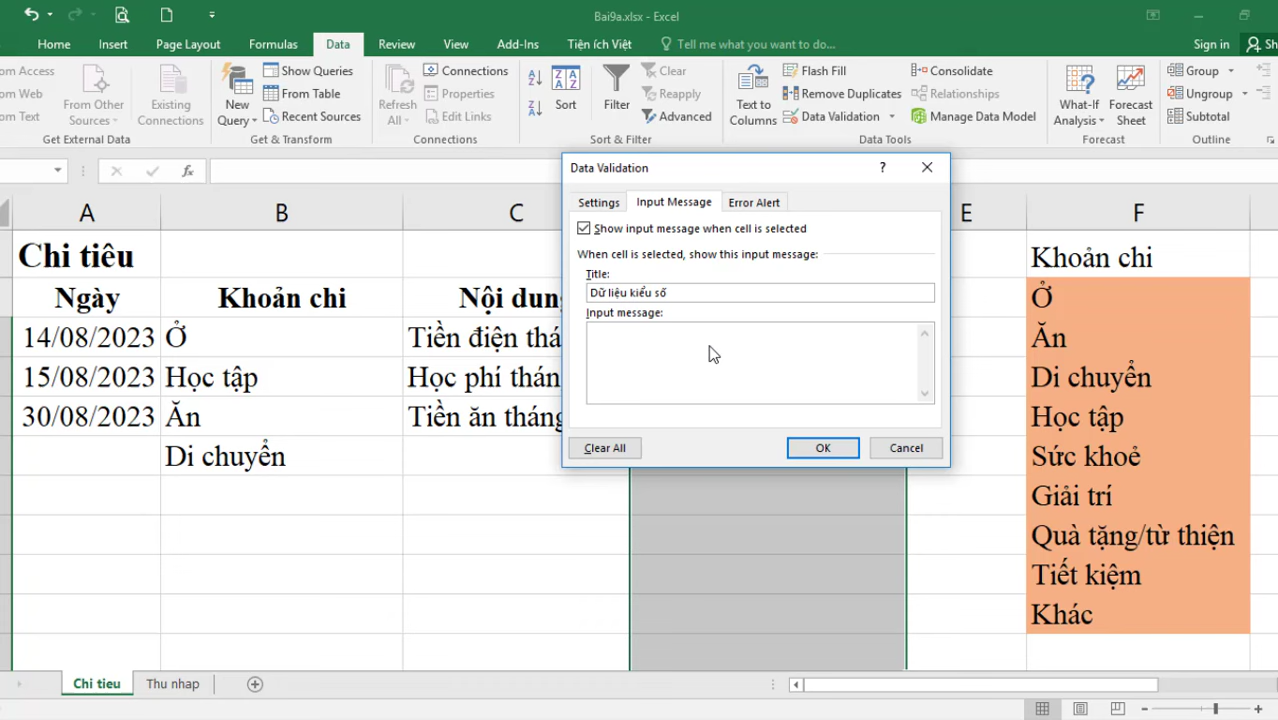 Bai9a.xlsx - Excel
Home Insert Page Layout Formulas Data Review View Add-Ins Tiện ích Việt Tell me what you want to do... Sign in Sh
om Access
om Web
om Text
From Other
Sources
Existing
Connections
Get External Data
New
Query
Show Queries
From Table
Recent Sources
Get & Transform
Refresh
All
Connections
Properties
Edit Links
Connections
Sort
Filter
Clear
Reapply
Advanced
Sort & Filter
Text to
Columns
Flash Fill
Remove Duplicates
Data Validation
Consolidate
Relationships
Manage Data Model
Data Tools
What-If
Analysis
Forecast
Sheet
Forecast
Group
Ungroup
Subtotal
Outline
fx
A B C E F
Chi tiêu
Ngày Khoản chi Nội dung
14/08/2023 Ở Tiền điện thá
15/08/2023 Học tập Học phí thán
30/08/2023 Ăn Tiền ăn tháng
Di chuyển
Data Validation ?
Settings Input Message Error Alert
Show input message when cell is selected
When cell is selected, show this input message:
Title:
Dữ liệu kiểu số
Input message:
Clear All OK Cancel
Khoản chi
Ở
Ăn
Di chuyển
Học tập
Sức khoẻ
Giải trí
Quà tặng/từ thiện
Tiết kiệm
Khác
Chi tieu Thu nhap